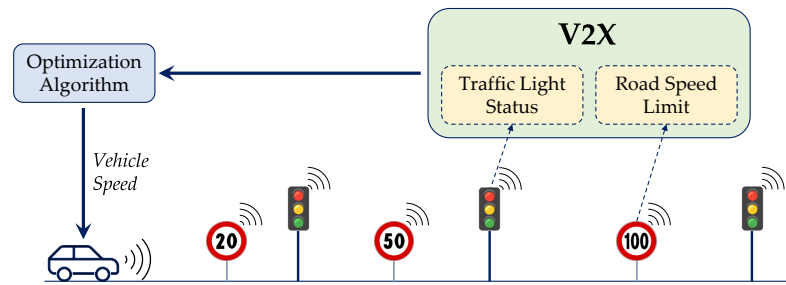 V2X
Optimization
Algorithm
Traffic Light
Status
Road Speed
Limit
Vehicle
Speed
20
50
100